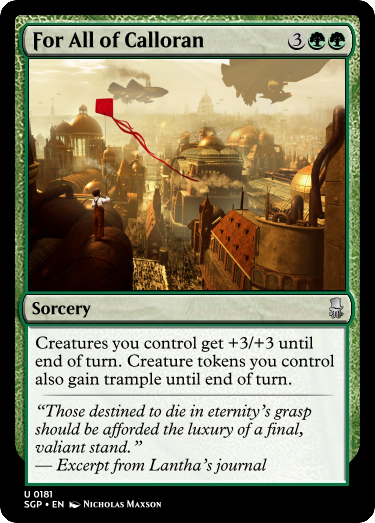 For All of Calloran 3
Sorcery
Creatures you control get +3/+3 until
end of turn. Creature tokens you control
also gain trample until end of turn.
“Those destined to die in eternity’s grasp
should be afforded the luxury of a final,
valiant stand.”
— Excerpt from Lantha’s journal
U 0181
SGP • EN Nicholas Maxson